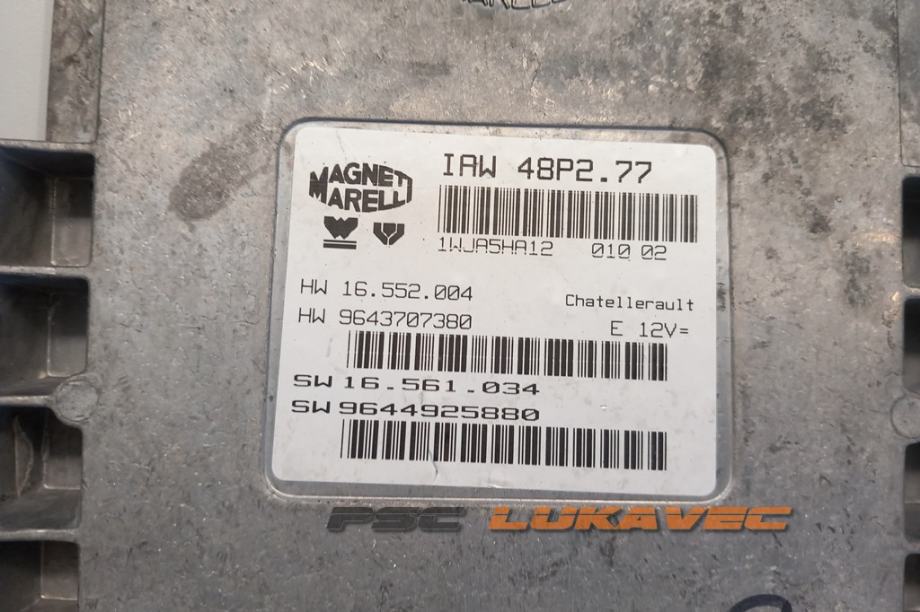 MAGNETI MARELLI
IAW 48P2.77
1WJA5HA12 010 02
HW 16.552.004
Chatellerault
HW 9643707380
E 12V=
SW 16.561.034
SW 9644925880
PSC LUKAVEC